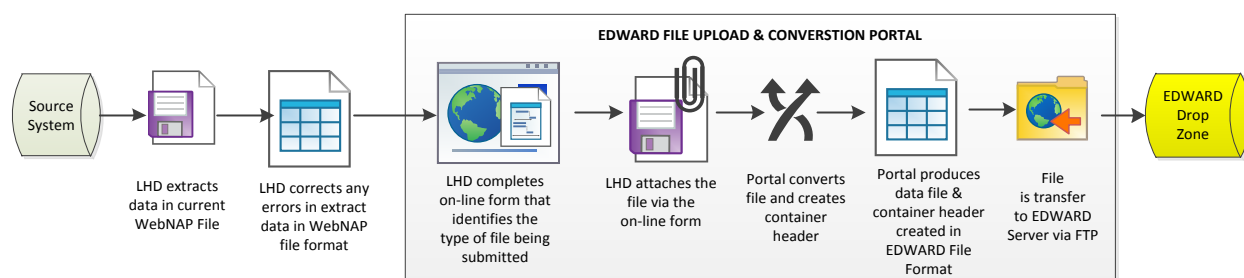 EDWARD FILE UPLOAD & CONVERSTION PORTAL
Source
System
LHD extracts
data in current
WebNAP File
LHD corrects any
errors in extract
data in WebNAP
file format
LHD completes
on-line form that
identifies the
type of file being
submitted
LHD attaches the
file via the
on-line form
Portal converts
file and creates
container
header
Portal produces
data file &
container header
created in
EDWARD File
Format
File
is transfer
to EDWARD
Server via FTP
EDWARD
Drop
Zone